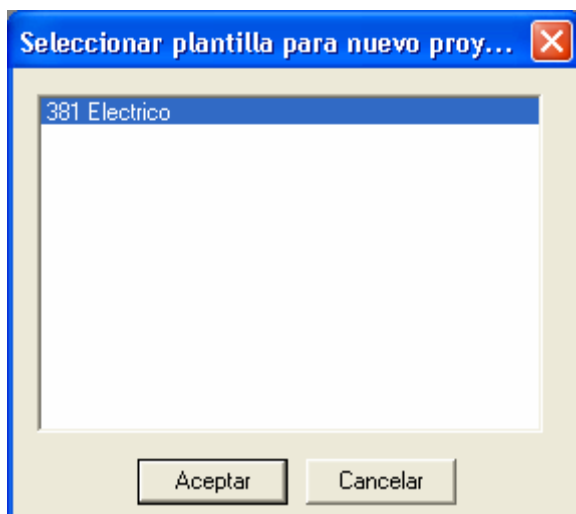 Seleccionar plantilla para nuevo proy...
381 Electrico
Aceptar
Cancelar